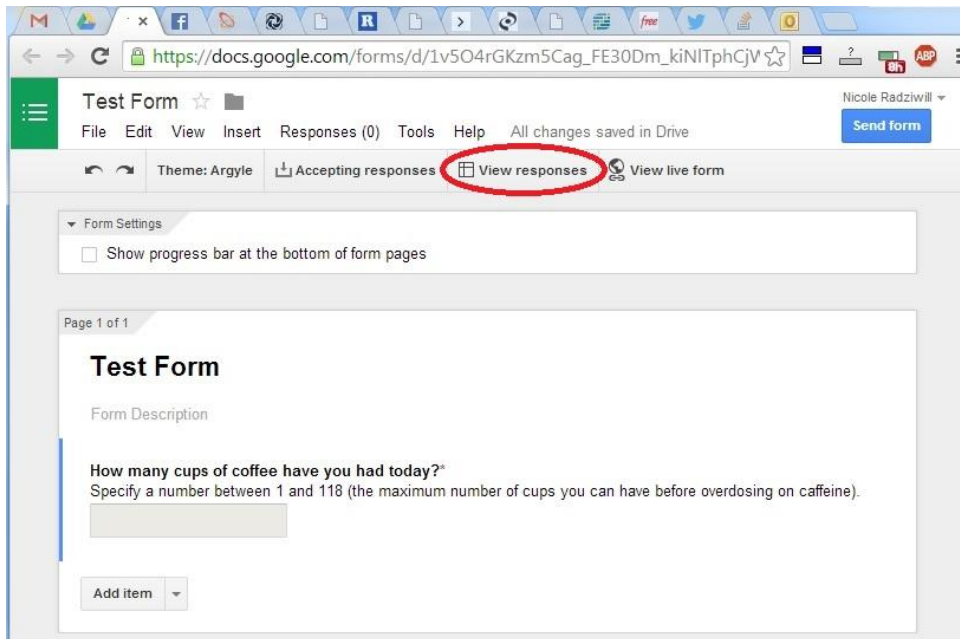 https://docs.google.com/forms/d/1v5O4rGKzm5Cag_FE30Dm_kiNlTphCjV
8h
ABP
Test Form
Nicole Radziwill
File Edit View Insert Responses (0) Tools Help All changes saved in Drive
Send form
Theme: Argyle Accepting responses View responses View live form
Form Settings
Show progress bar at the bottom of form pages
Page 1 of 1
Test Form
Form Description
How many cups of coffee have you had today?*
Specify a number between 1 and 118 (the maximum number of cups you can have before overdosing on caffeine).
Add item